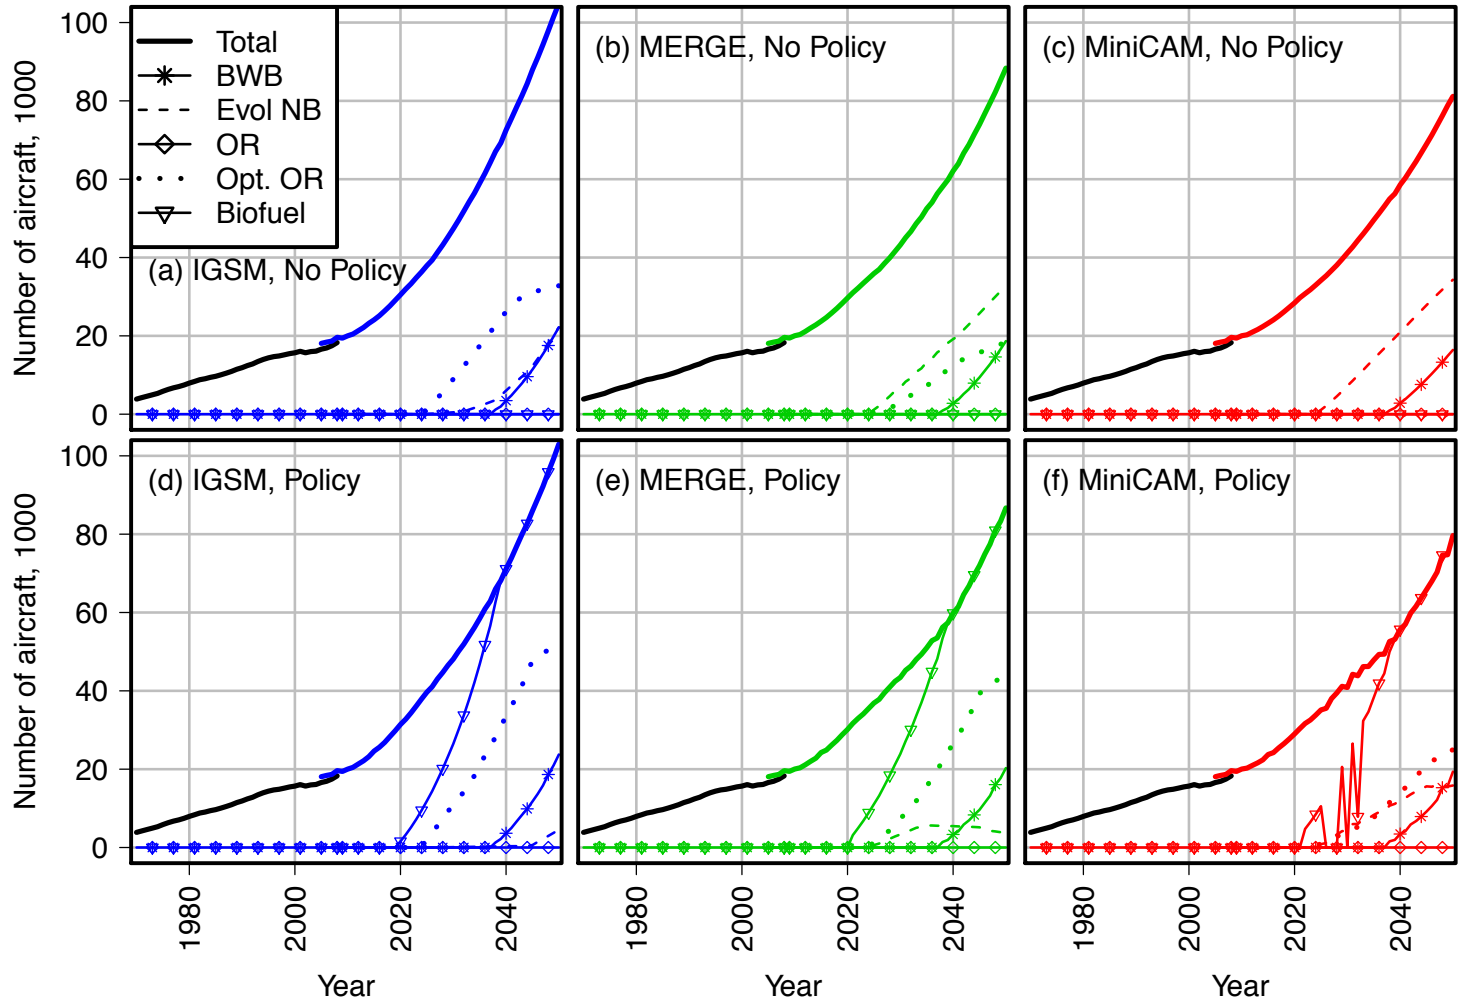 Number of aircraft, 1000
100
80
60
40
20
0
Total
BWB
Evol NB
OR
Opt. OR
Biofuel
(a) IGSM, No Policy
(b) MERGE, No Policy
(c) MiniCAM, No Policy
Number of aircraft, 1000
100
80
60
40
20
0
(d) IGSM, Policy
(e) MERGE, Policy
(f) MiniCAM, Policy
1980
2000
2020
2040
1980
2000
2020
2040
1980
2000
2020
2040
Year
Year
Year